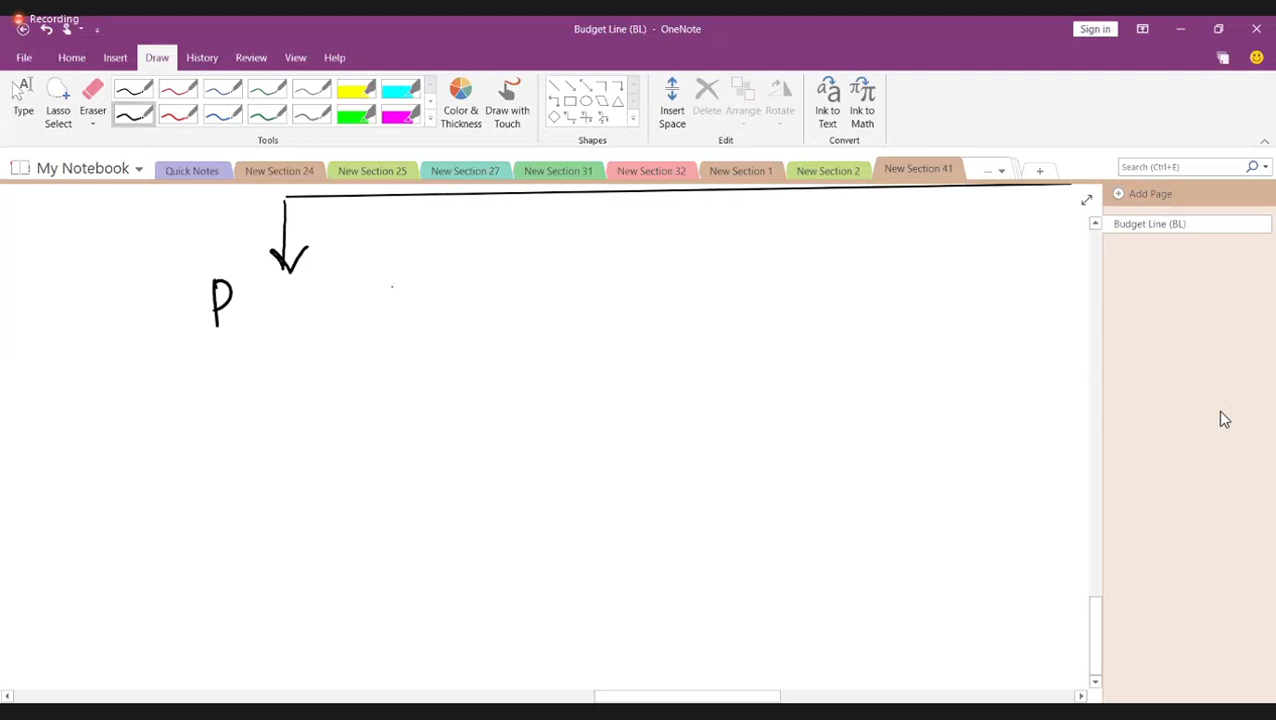 Recording
Budget Line (BL) - OneNote
Sign in
File Home Insert Draw History Review View Help
Type Lasso Select Eraser Color & Thickness Draw with Touch Insert Space Delete Arrange Rotate Ink to Text Ink to Math
Tools Shapes Edit Convert
My Notebook Quick Notes New Section 24 New Section 25 New Section 27 New Section 31 New Section 32 New Section 1 New Section 2 New Section 41 ... Search (Ctrl+E)
Add Page
Budget Line (BL)
P